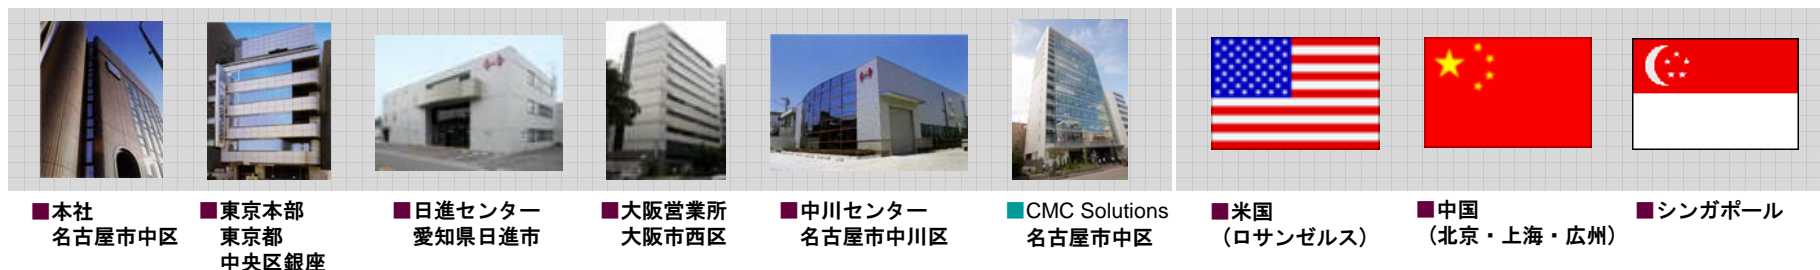 ■本社
名古屋市中区
■東京本部
東京都
中央区銀座
■日進センター
愛知県日進市
■大阪営業所
大阪市西区
■中川センター
名古屋市中川区
■CMC Solutions
名古屋市中区
■米国
（ロサンゼルス）
■中国
（北京・上海・広州）
■シンガポール